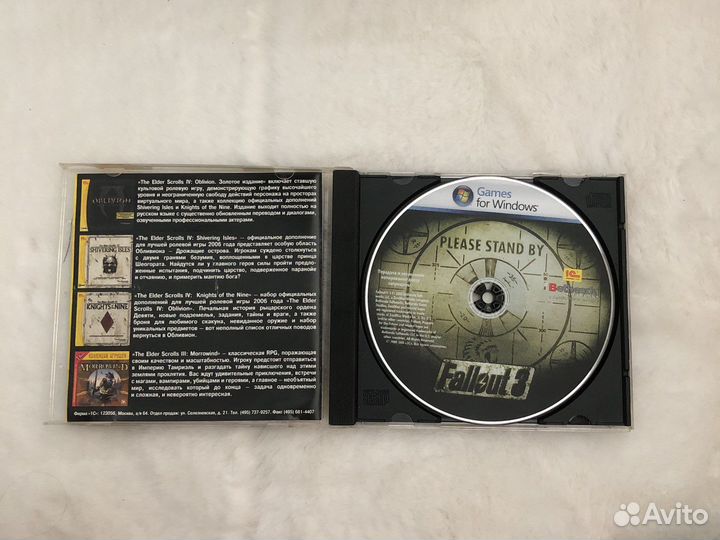 «The Elder Scrolls IV: Oblivion. Золотое издание» включает ставшую
культовой ролевую игру, демонстрирующую графику высочайшего
уровня и неограниченную свободу действий персонажа на просторах
виртуального мира, а также коллекцию официальных дополнений
Shivering Isles и Knights of the Nine. Издание выходит полностью на
русском языке с существенно обновленным переводом и диалогами,
озвученными профессиональными актерами.
OBLIVION
«The Elder Scrolls IV: Shivering Isles» — официальное дополнение
для лучшей ролевой игры 2006 года представляет особую область
Обливиона – Дрожащие острова. Игрокам суждено столкнуться
с двумя гранями безумия, воплощенными в царстве принца
Шеогората. Найдутся ли у главного героя силы пройти предло-
женные испытания, подчинить царство, подверженное паранойе
и отчаянию, и примерить мантию бога?
SHIVERING ISLES
«The Elder Scrolls IV: Knights of the Nine» – набор официальных
дополнений для лучшей ролевой игры 2006 года «The Elder
Scrolls IV: Oblivion». Печальная история рыцарского ордена
Девяти, новые подземелья, задания, тайны и враги, а также
броня для любимого скакуна, невиданное оружие и набор
уникальных предметов – вот неполный список отличных поводов
вернуться в Обливион.
KNIGHTS OF THE NINE
«The Elder Scrolls III: Morrowind» – классическая RPG, поражающая
своим качеством и масштабностью. Игроку предстоит отправиться
в Империю Тамриэль и разгадать тайну нависшего над этими
землями проклятия. Вас ждут удивительные приключения, встречи
с магами, вампирами, убийцами и героями, а главное – необъятный
мир, исследовать который до конца – задача одновременно
и сложная, и невероятно интересная.
КОЛЛЕКЦИЯ ИГРУШЕК
MORROWIND
Фирма «1С»: 123056, Москва, а/я 64. Отдел продаж: ул. Селезневская, д. 21. Тел. (495) 737-9257. Факс (495) 681-4407
Games
for Windows
PLEASE STAND BY
1С
Bethesda
Fallout 3
Avito